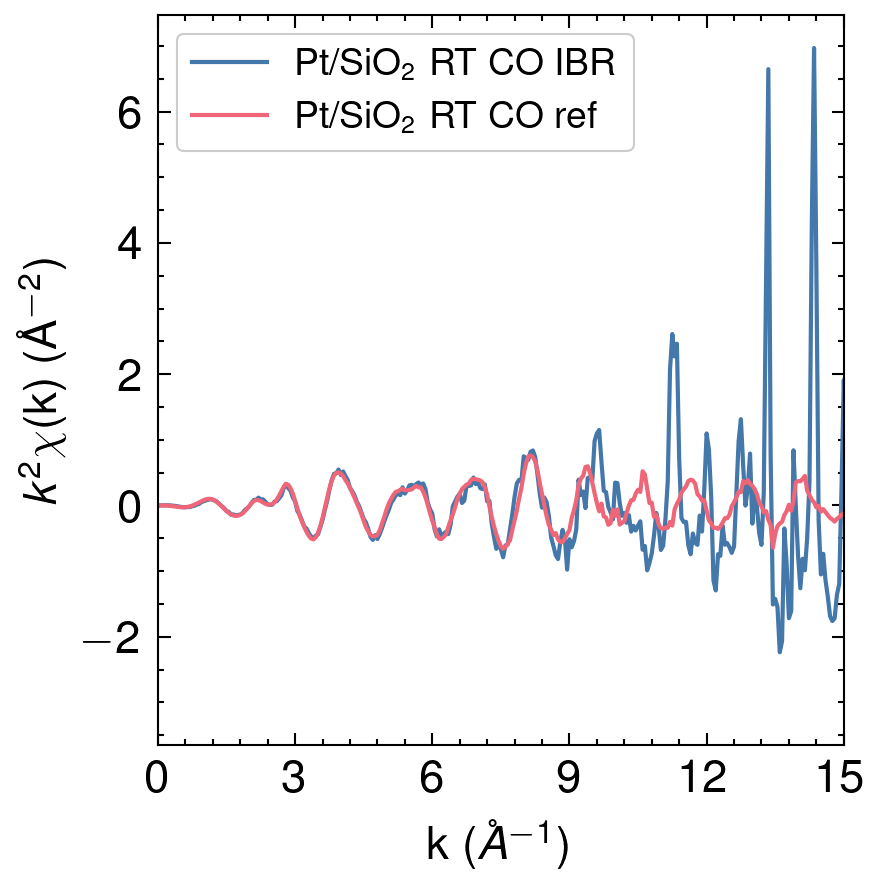 Pt/SiO₂ RT CO IBR
Pt/SiO₂ RT CO ref
k²χ(k) (Å⁻²)
6
4
2
0
−2
0 3 6 9 12 15
k (Å⁻¹)